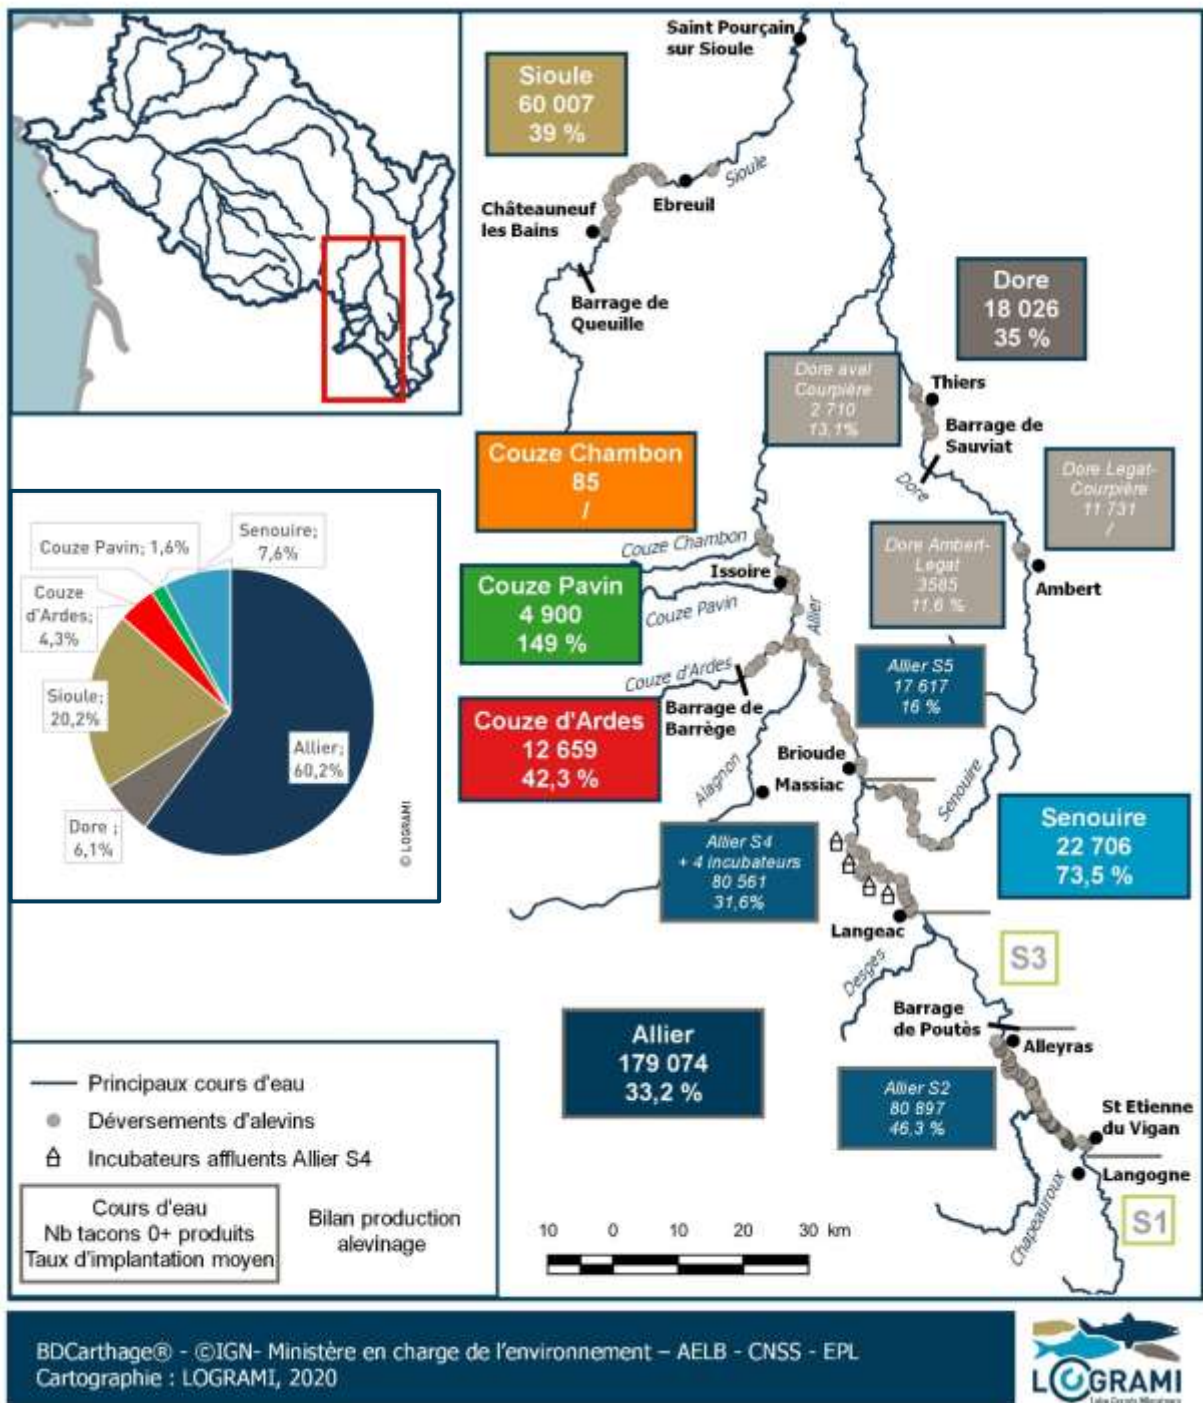 Saint Pourçain
sur Sioule
Sioule
60 007
39 %
Sioule
Ebreuil
Châteauneuf
les Bains
Barrage de
Queuille
Dore
18 026
35 %
Dore aval
Courpière
2 710
13,1%
Thiers
Barrage de
Sauviat
Dore
Couze Chambon
85
/
Dore Legat-
Courpière
11 731
/
Couze Chambon
Issoire
Dore Ambert-
Legat
3585
11,6 %
Ambert
Couze Pavin
4 900
149 %
Couze Pavin
Allier
Couze d'Ardes
Barrage de
Barrège
Allier S5
17 617
16 %
Couze d'Ardes
12 659
42,3 %
Alagnon
Brioude
Massiac
Senouire
Senouire
22 706
73,5 %
Allier S4
+ 4 incubateurs
80 561
31,6%
Langeac
Desges
S3
Barrage
de Poutès
Alleyras
Allier
179 074
33,2 %
Allier S2
80 897
46,3 %
St Etienne
du Vigan
Langogne
Chapeauroux
S1
Couze Pavin; 1,6%
Senouire;
7,6%
Couze
d'Ardes;
4,3%
Sioule;
20,2%
Allier;
60,2%
Dore ;
6,1%
© LOGRAMI
Principaux cours d'eau
Déversements d'alevins
Incubateurs affluents Allier S4
Cours d'eau
Nb tacons 0+ produits
Taux d'implantation moyen
Bilan production
alevinage
10 0 10 20 30 km
BDCarthage® - ©IGN- Ministère en charge de l'environnement – AELB - CNSS - EPL
Cartographie : LOGRAMI, 2020
LOGRAMI
Loire Grands Migrateurs